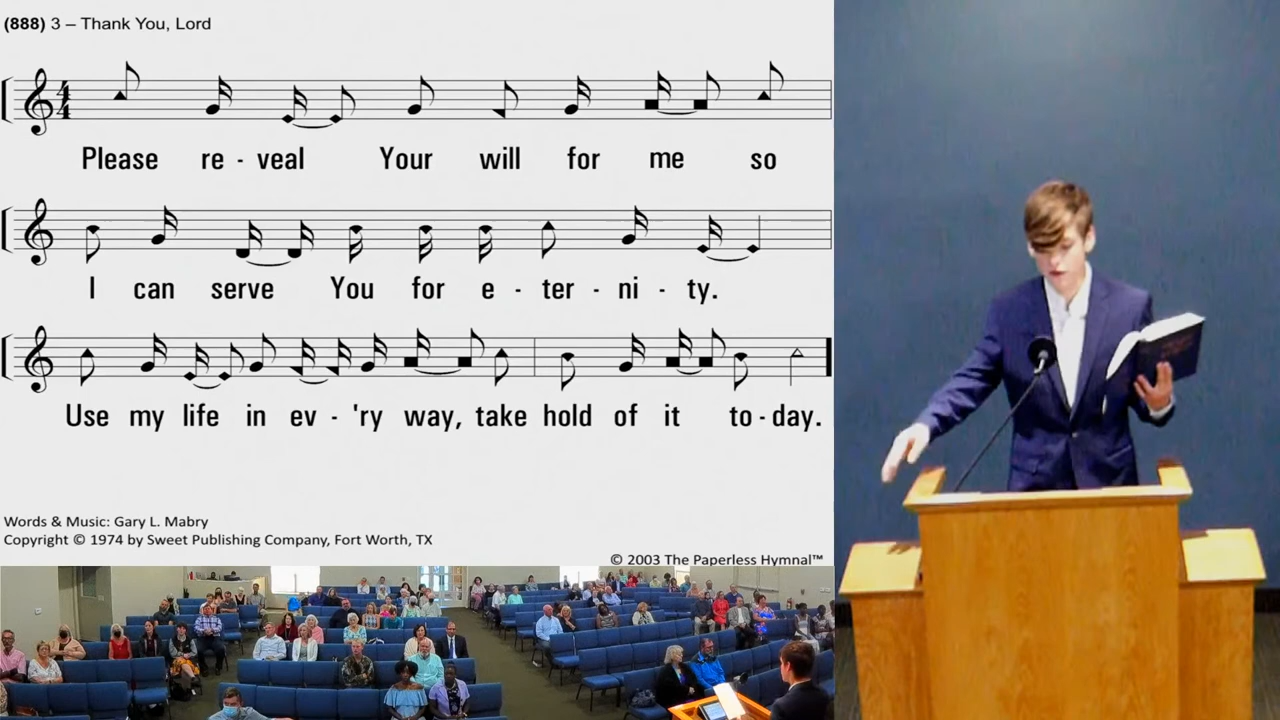 (888) 3 – Thank You, Lord
Please re - veal Your will for me so
I can serve You for e - ter - ni - ty.
Use my life in ev - 'ry way, take hold of it to - day.
Words & Music: Gary L. Mabry
Copyright © 1974 by Sweet Publishing Company, Fort Worth, TX
© 2003 The Paperless Hymnal™